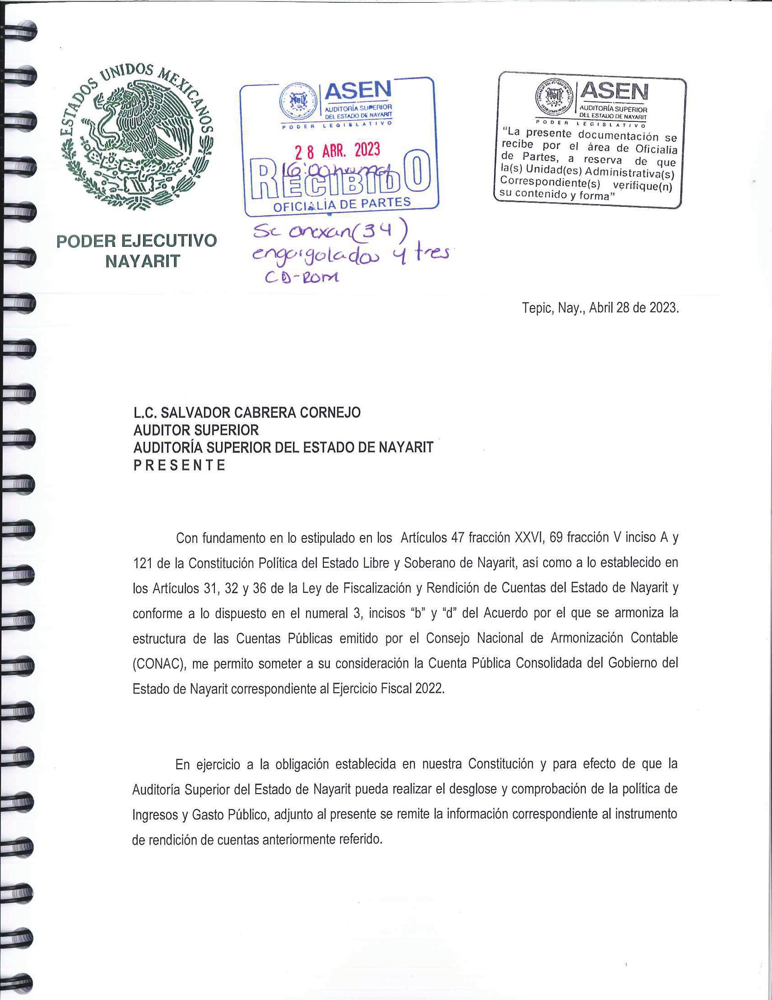 ESTADOS UNIDOS MEXICANOS
PODER EJECUTIVO
NAYARIT
ASEN
AUDITORÍA SUPERIOR
DEL ESTADO DE NAYARIT
PODER LEGISLATIVO
28 ABR. 2023
16:00
RECIBIDO
OFICIALÍA DE PARTES
Se anexan (34)
engargolados y tres
CD-ROM
ASEN
AUDITORÍA SUPERIOR
DEL ESTADO DE NAYARIT
PODER LEGISLATIVO
“La presente documentación se
recibe por el área de Oficialia
de Partes, a reserva de que
la(s) Unidad(es) Administrativa(s)
Correspondiente(s) verifique(n)
su contenido y forma”
Tepic, Nay., Abril 28 de 2023.
L.C. SALVADOR CABRERA CORNEJO
AUDITOR SUPERIOR
AUDITORÍA SUPERIOR DEL ESTADO DE NAYARIT
P R E S E N T E
Con fundamento en lo estipulado en los Artículos 47 fracción XXVI, 69 fracción V inciso A y
121 de la Constitución Política del Estado Libre y Soberano de Nayarit, así como a lo establecido en
los Artículos 31, 32 y 36 de la Ley de Fiscalización y Rendición de Cuentas del Estado de Nayarit y
conforme a lo dispuesto en el numeral 3, incisos “b” y “d” del Acuerdo por el que se armoniza la
estructura de las Cuentas Públicas emitido por el Consejo Nacional de Armonización Contable
(CONAC), me permito someter a su consideración la Cuenta Pública Consolidada del Gobierno del
Estado de Nayarit correspondiente al Ejercicio Fiscal 2022.
En ejercicio a la obligación establecida en nuestra Constitución y para efecto de que la
Auditoría Superior del Estado de Nayarit pueda realizar el desglose y comprobación de la política de
Ingresos y Gasto Público, adjunto al presente se remite la información correspondiente al instrumento
de rendición de cuentas anteriormente referido.